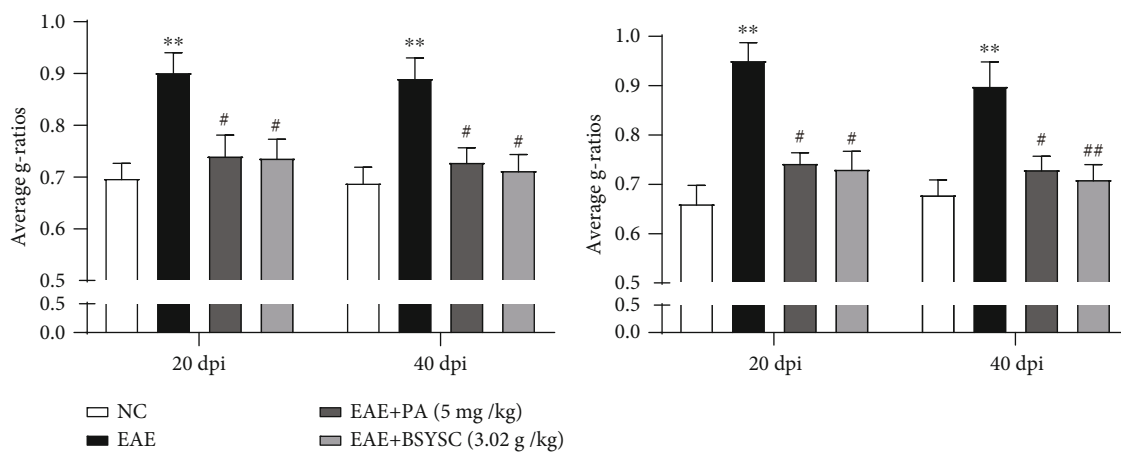 Average g-ratios
1.0
0.9
0.8
0.7
0.6
0.5
0.5
0.0
**
#
#
**
#
#
20 dpi
40 dpi
Average g-ratios
1.0
0.9
0.8
0.7
0.6
0.5
0.5
0.0
**
#
#
**
#
##
20 dpi
40 dpi
NC
EAE
EAE+PA (5 mg /kg)
EAE+BSYSC (3.02 g /kg)